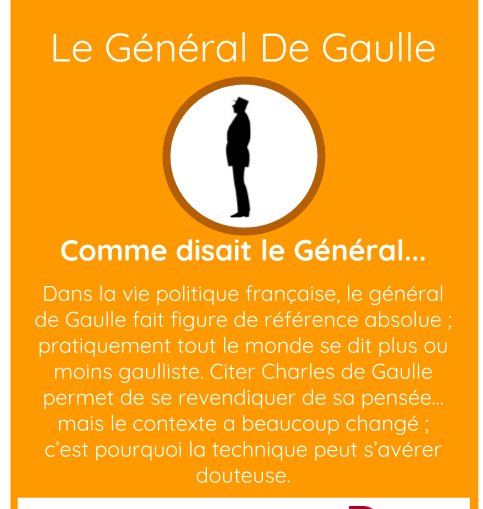 Le Général De Gaulle
Comme disait le Général...
Dans la vie politique française, le général
de Gaulle fait figure de référence absolue ;
pratiquement tout le monde se dit plus ou
moins gaulliste. Citer Charles de Gaulle
permet de se revendiquer de sa pensée...
mais le contexte a beaucoup changé ;
c'est pourquoi la technique peut s'avérer
douteuse.